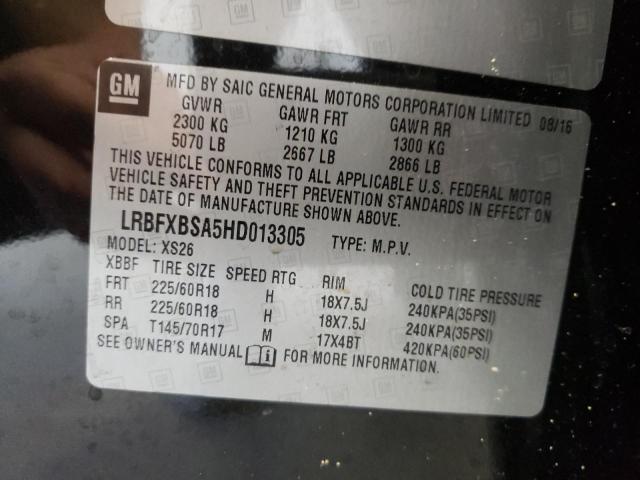 GM
MFD BY SAIC GENERAL MOTORS CORPORATION LIMITED 08/16
GVWR GAWR FRT GAWR RR
2300 KG 1210 KG 1300 KG
5070 LB 2667 LB 2866 LB
THIS VEHICLE CONFORMS TO ALL APPLICABLE U.S. FEDERAL MOTOR
VEHICLE SAFETY AND THEFT PREVENTION STANDARDS IN EFFECT ON
THE DATE OF MANUFACTURE SHOWN ABOVE.
LRBFXBSA5HD013305 TYPE: M.P.V.
MODEL: XS26
XBBF TIRE SIZE SPEED RTG RIM COLD TIRE PRESSURE
FRT 225/60R18 H 18X7.5J 240KPA(35PSI)
RR 225/60R18 H 18X7.5J 240KPA(35PSI)
SPA T145/70R17 M 17X4BT 420KPA(60PSI)
SEE OWNER'S MANUAL i FOR MORE INFORMATION.